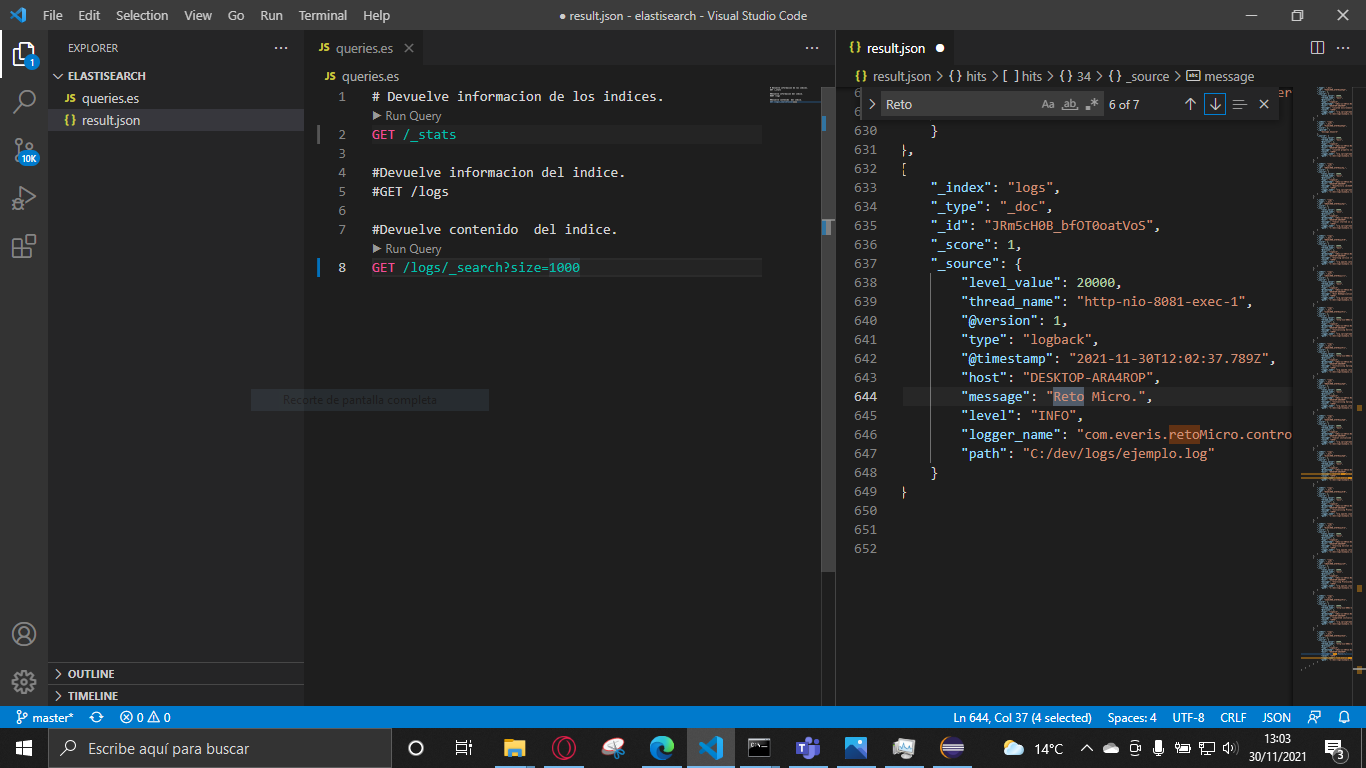 File Edit Selection View Go Run Terminal Help
● result.json - elastisearch - Visual Studio Code
EXPLORER
ELASTISEARCH
JS queries.es
{} result.json
OUTLINE
TIMELINE
1
10K
JS queries.es
JS queries.es
1 # Devuelve informacion de los indices.
Run Query
2 GET /_stats
3
4 #Devuelve informacion del indice.
5 #GET /logs
6
7 #Devuelve contenido  del indice.
Run Query
8 GET /logs/_search?size=1000
Recorte de pantalla completa
{} result.json ●
{} result.json > {} hits > [ ] hits > {} 34 > {} _source > message
Reto Aa ab .* 6 of 7
630 }
631 },
632 [
633 "_index": "logs",
634 "_type": "_doc",
635 "_id": "JRm5cH0B_bfOT0oatVoS",
636 "_score": 1,
637 "_source": {
638 "level_value": 20000,
639 "thread_name": "http-nio-8081-exec-1",
640 "@version": 1,
641 "type": "logback",
642 "@timestamp": "2021-11-30T12:02:37.789Z",
643 "host": "DESKTOP-ARA4ROP",
644 "message": "Reto Micro.",
645 "level": "INFO",
646 "logger_name": "com.everis.retoMicro.contro
647 "path": "C:/dev/logs/ejemplo.log"
648 }
649 }
650
651
652
master* 0 0
Ln 644, Col 37 (4 selected) Spaces: 4 UTF-8 CRLF JSON
Escribe aquí para buscar
14°C
13:03
30/11/2021
3